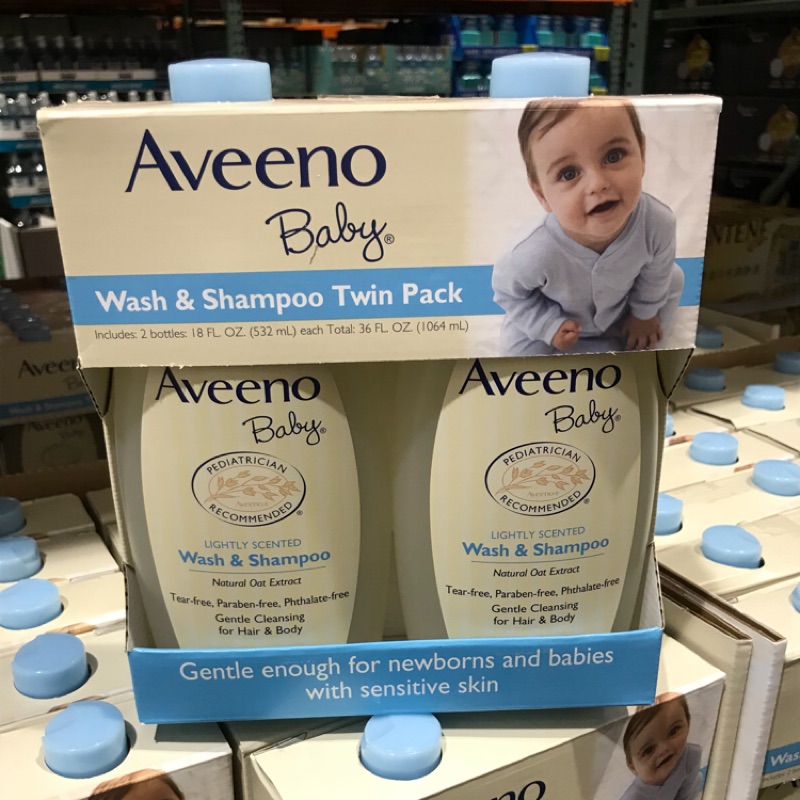 Aveeno
Baby®
Wash & Shampoo Twin Pack
Includes: 2 bottles: 18 FL. OZ. (532 mL) each Total: 36 FL. OZ. (1064 mL)
Aveeno
Baby®
PEDIATRICIAN
Aveeno®
RECOMMENDED®
LIGHTLY SCENTED
Wash & Shampoo
Natural Oat Extract
Tear-free, Paraben-free, Phthalate-free
Gentle Cleansing
for Hair & Body
Aveeno
Baby®
PEDIATRICIAN
Aveeno®
RECOMMENDED®
LIGHTLY SCENTED
Wash & Shampoo
Natural Oat Extract
Tear-free, Paraben-free, Phthalate-free
Gentle Cleansing
for Hair & Body
Gentle enough for newborns and babies
with sensitive skin